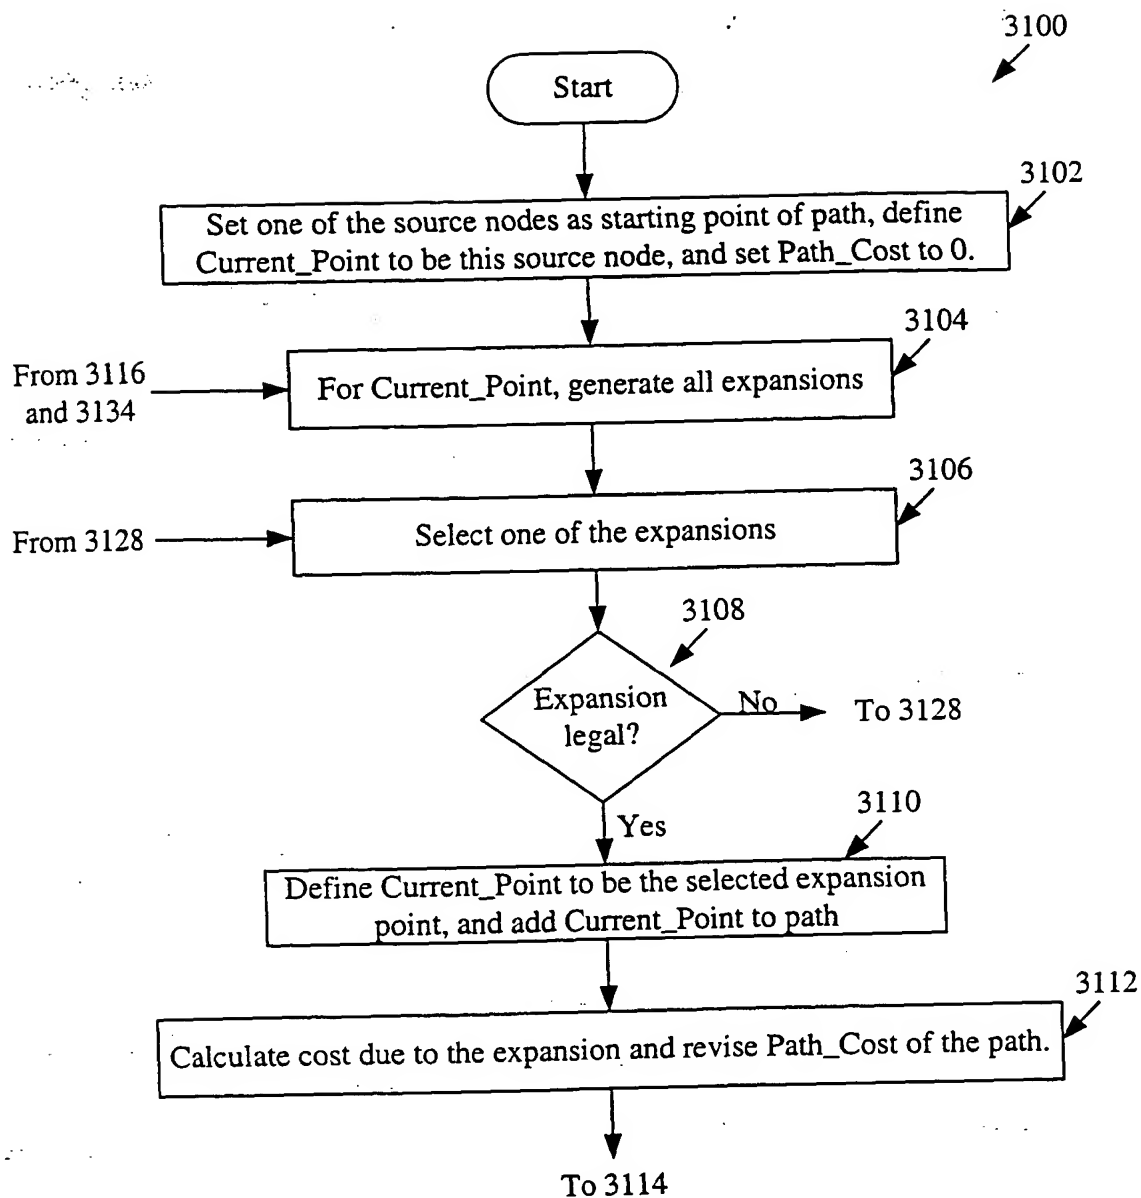 3100
Start
3102
Set one of the source nodes as starting point of path, define
Current_Point to be this source node, and set Path_Cost to 0.
3104
From 3116
and 3134
For Current_Point, generate all expansions
3106
From 3128
Select one of the expansions
3108
Expansion
legal?
No
To 3128
Yes
3110
Define Current_Point to be the selected expansion
point, and add Current_Point to path
3112
Calculate cost due to the expansion and revise Path_Cost of the path.
To 3114